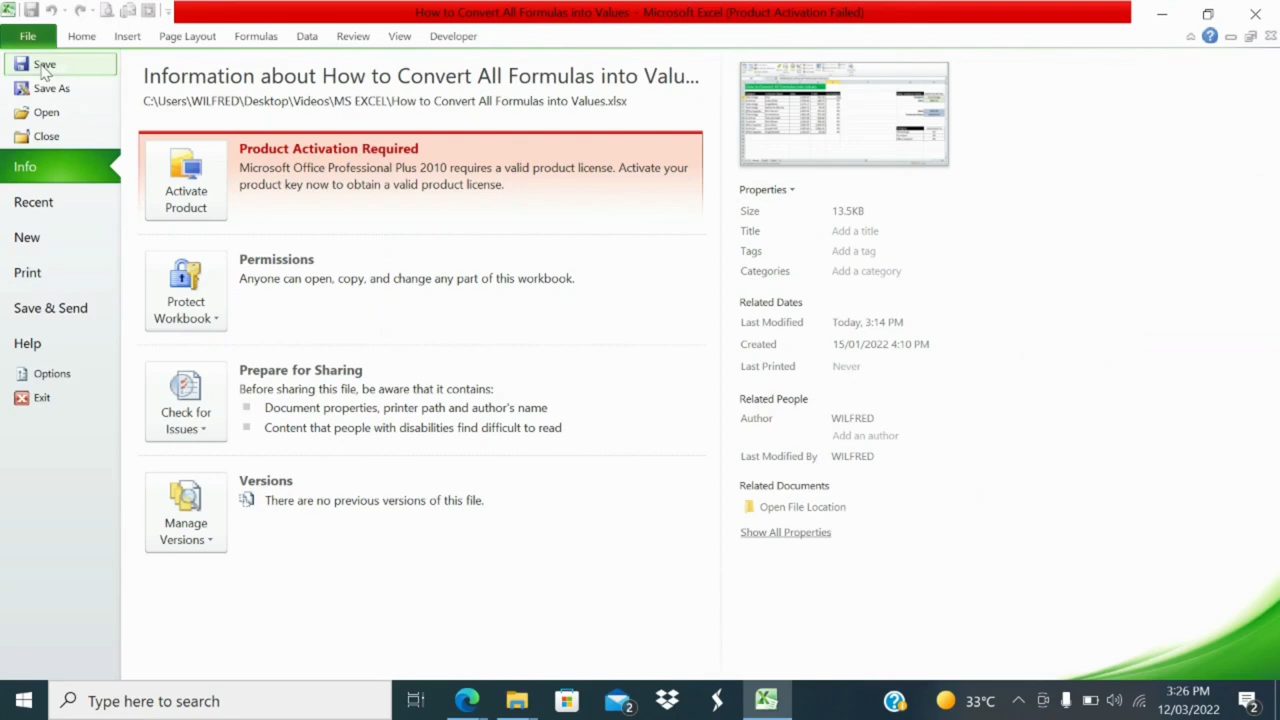 How to Convert All Formulas into Values - Microsoft Excel (Product Activation Failed)
File Home Insert Page Layout Formulas Data Review View Developer
Save
Save As
Open
Close
Info
Recent
New
Print
Save & Send
Help
Options
Exit
Information about How to Convert All Formulas into Valu...
C:\Users\WILFRED\Desktop\Videos\MS EXCEL\How to Convert All Formulas into Values.xlsx
Activate
Product
Product Activation Required
Microsoft Office Professional Plus 2010 requires a valid product license. Activate your
product key now to obtain a valid product license.
Protect
Workbook
Permissions
Anyone can open, copy, and change any part of this workbook.
Check for
Issues
Prepare for Sharing
Before sharing this file, be aware that it contains:
Document properties, printer path and author's name
Content that people with disabilities find difficult to read
Manage
Versions
Versions
There are no previous versions of this file.
Properties
Size 13.5KB
Title Add a title
Tags Add a tag
Categories Add a category
Related Dates
Last Modified Today, 3:14 PM
Created 15/01/2022 4:10 PM
Last Printed Never
Related People
Author WILFRED
Add an author
Last Modified By WILFRED
Related Documents
Open File Location
Show All Properties
Type here to search
2
33°C
3:26 PM
12/03/2022
2